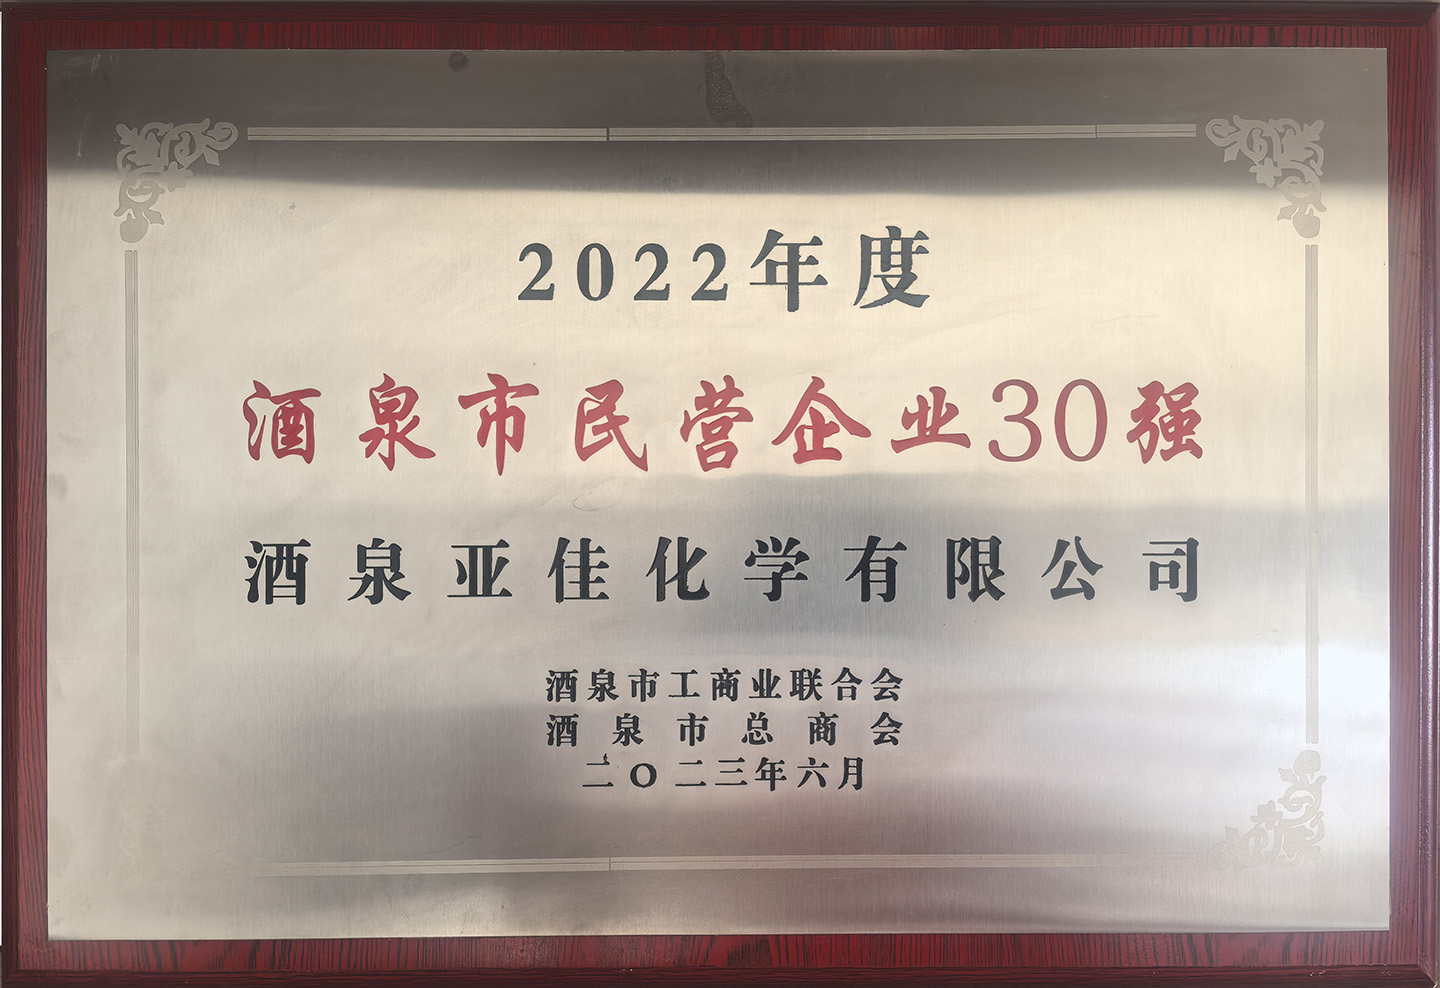 2022年度
酒泉市民营企业30强
酒泉亚佳化学有限公司
酒泉市工商业联合会
酒泉市总商会
二〇二三年六月